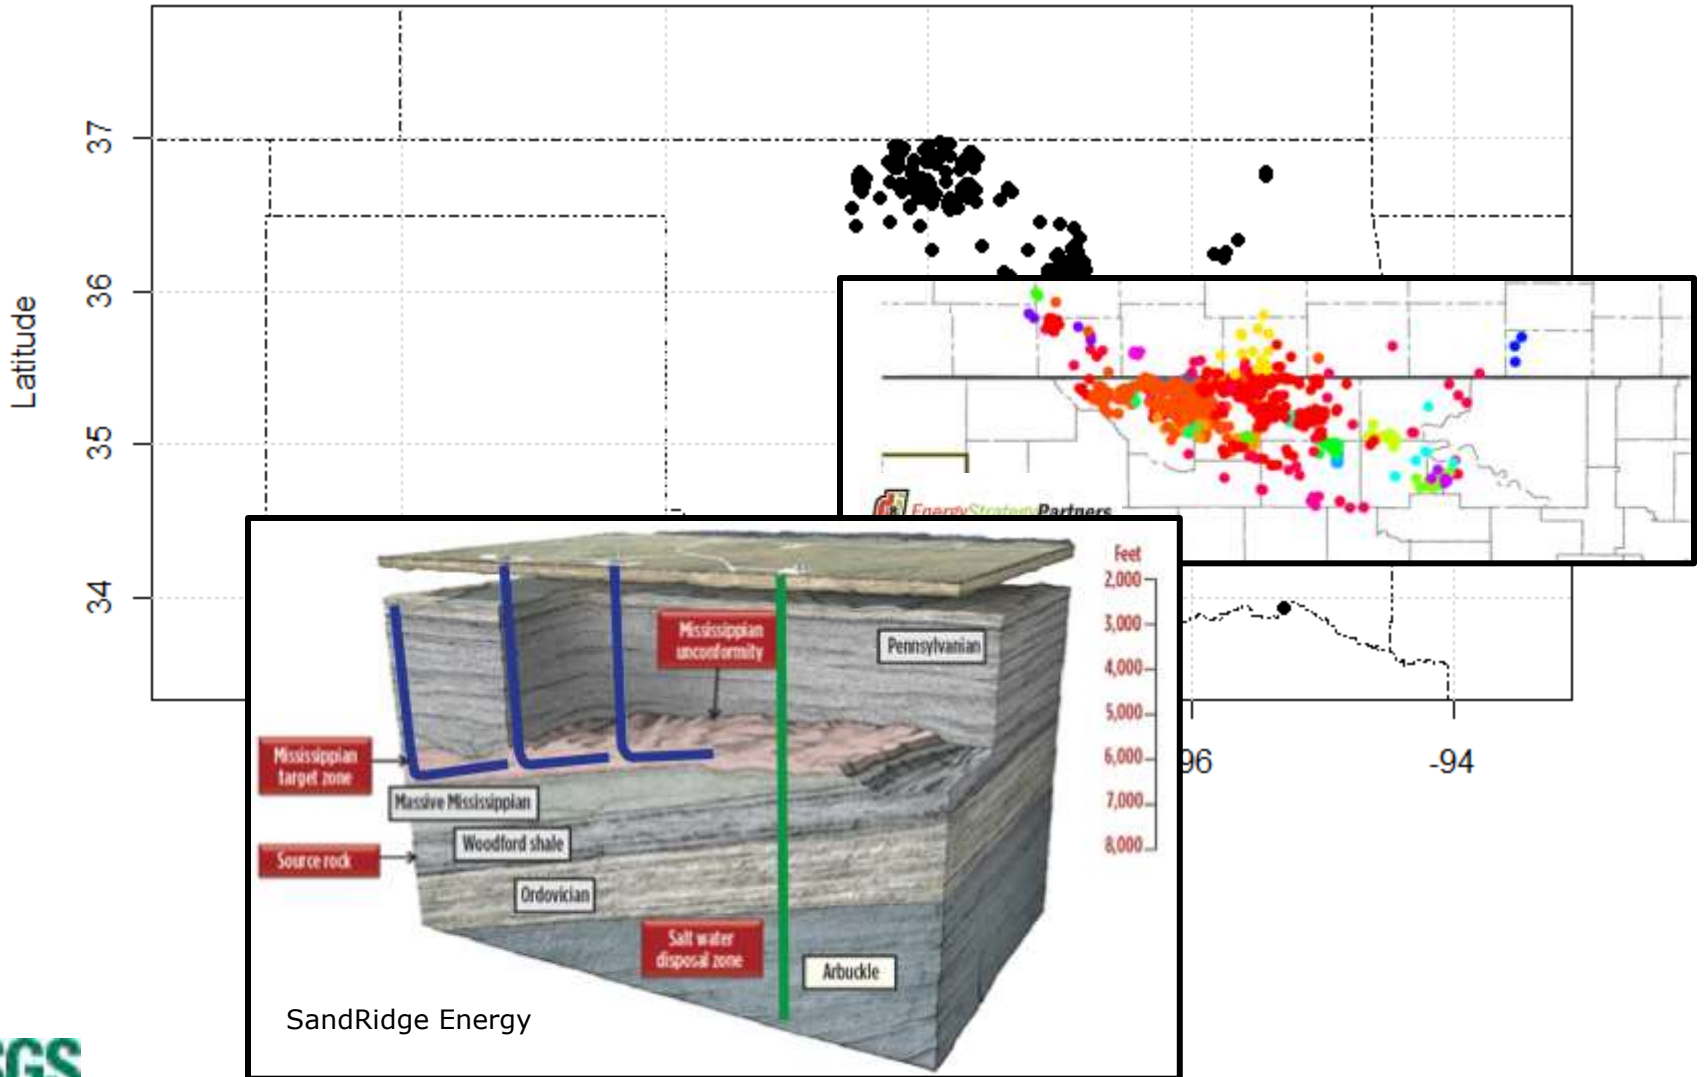 Latitude
37
36
35
34
96
-94
EnergyStrategyPartners
Feet
2,000
3,000
4,000
5,000
6,000
7,000
8,000
Mississippian
unconformity
Pennsylvanian
Mississippian
target zone
Massive Mississippian
Woodford shale
Source rock
Ordovician
Salt water
disposal zone
Arbuckle
SandRidge Energy
GS